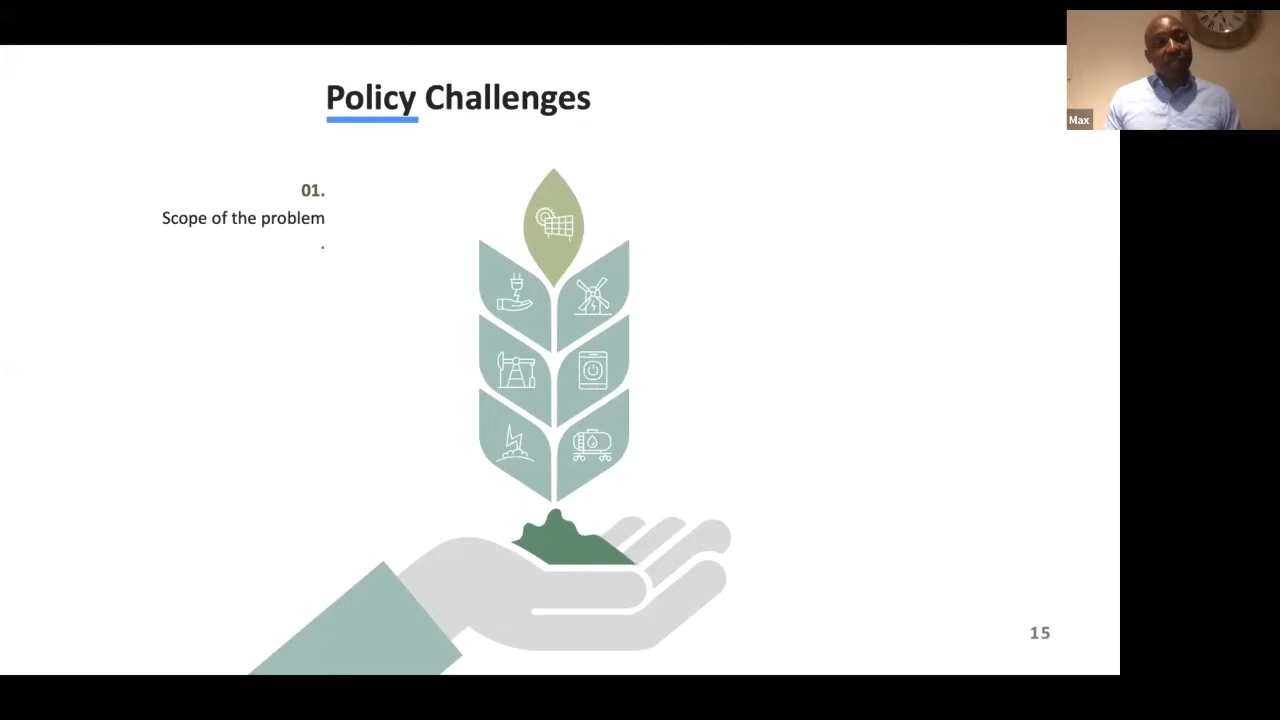 Policy Challenges
Max
01.
Scope of the problem
.
15